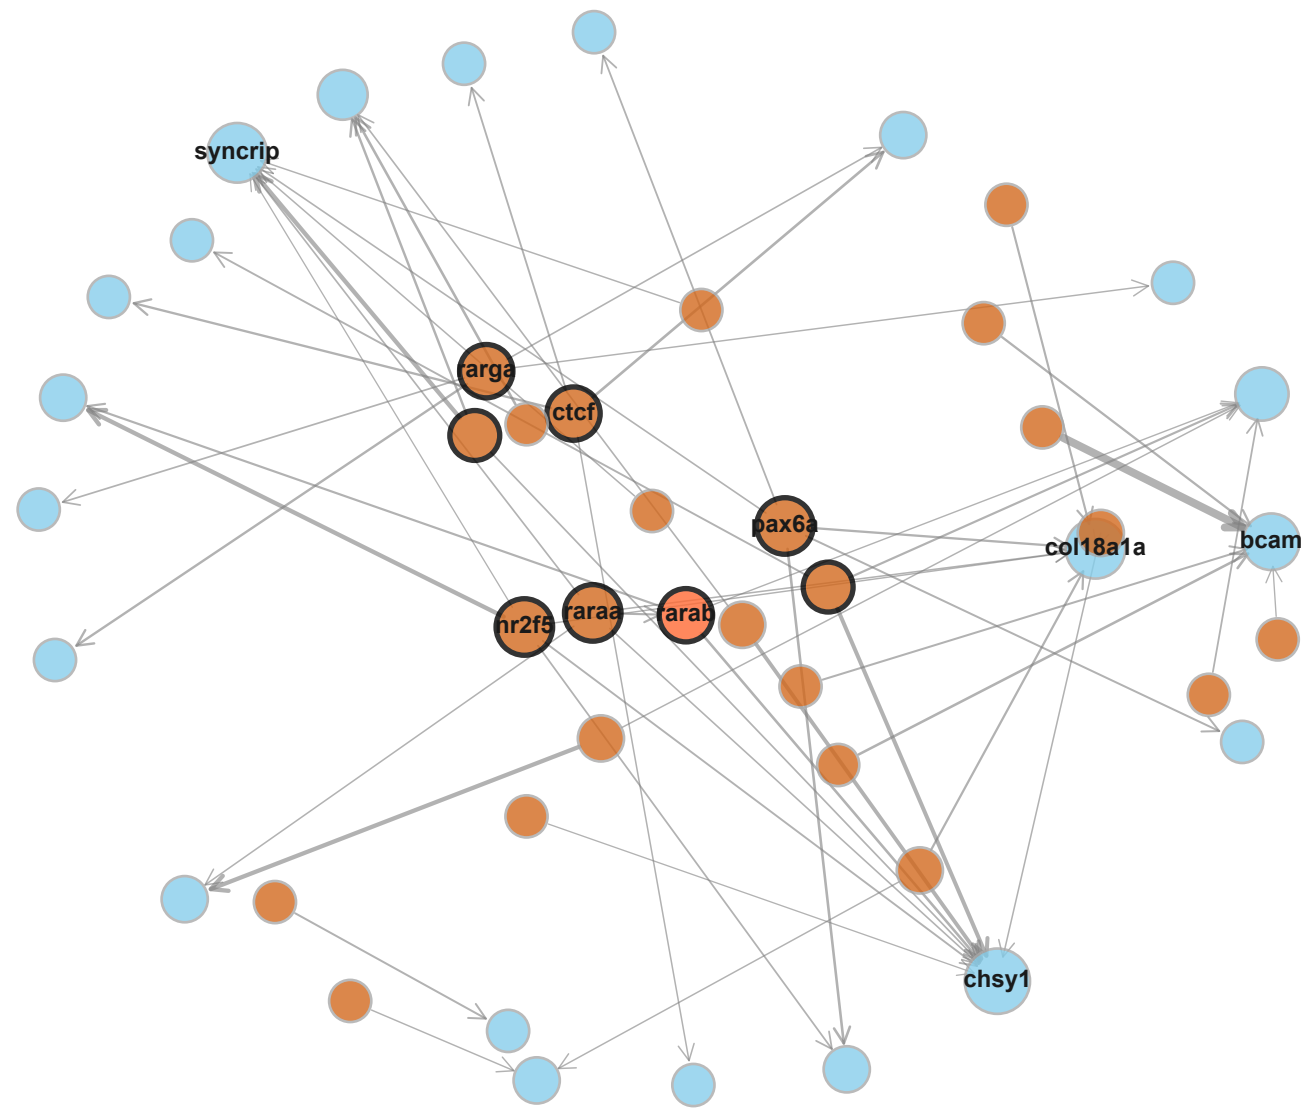 syncrip
rarga
ctcf
pax6a
col18a1a
bcam
nr2f5
raraa
rarab
chsy1